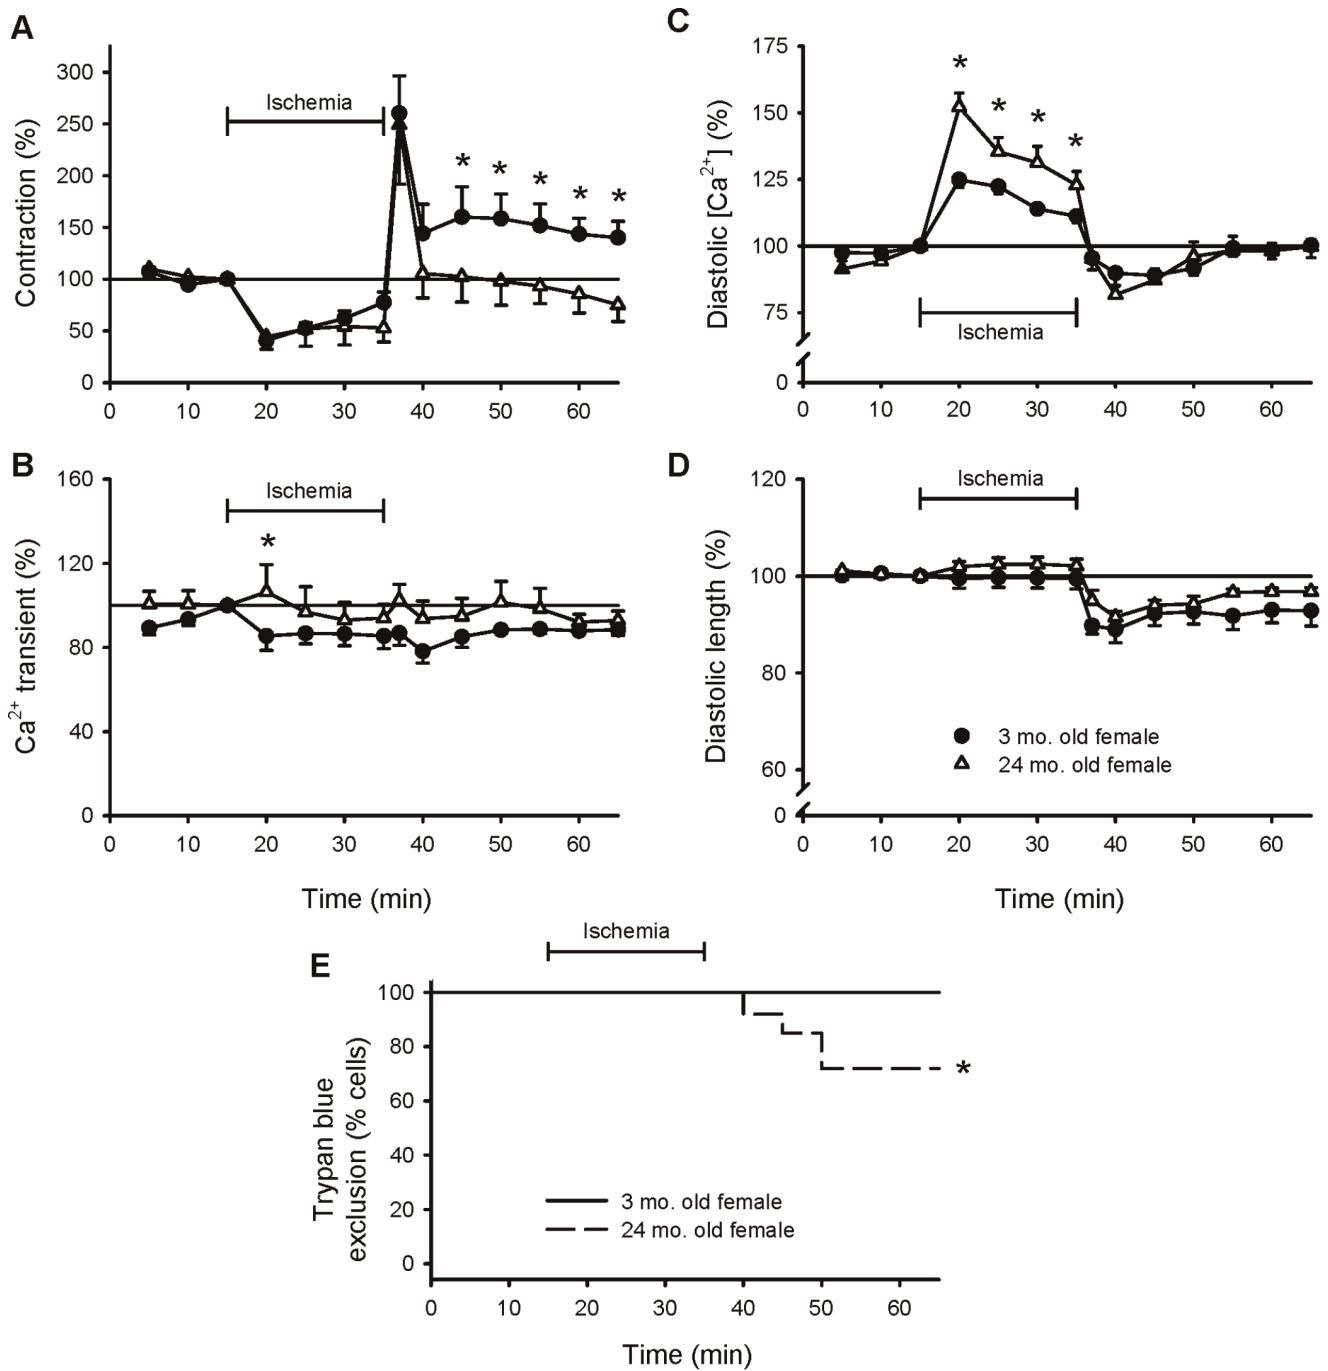 A
Contraction (%)
300
250
200
150
100
50
0
Ischemia
* * * * *
0 10 20 30 40 50 60
C
Diastolic [Ca2+] (%)
175
150
125
100
75
0
* * * *
Ischemia
0 10 20 30 40 50 60
B
Ca2+ transient (%)
160
120
80
40
0
Ischemia
*
0 10 20 30 40 50 60
Time (min)
D
Diastolic length (%)
120
100
80
60
0
Ischemia
3 mo. old female
24 mo. old female
0 10 20 30 40 50 60
Time (min)
E
Ischemia
Trypan blue
exclusion (% cells)
100
80
60
40
20
0
*
3 mo. old female
24 mo. old female
0 10 20 30 40 50 60
Time (min)